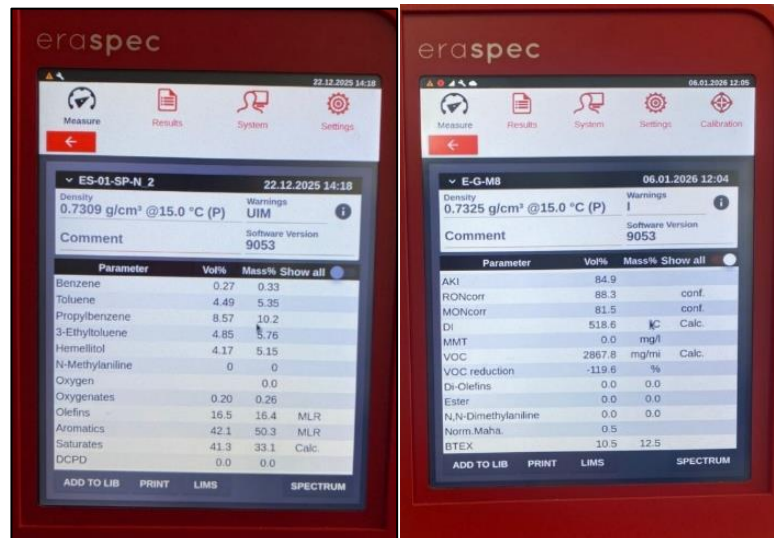 eraspec
22.12.2025 14:18
Measure Results System Settings
ES-01-SP-N_2 22.12.2025 14:18
Density Warnings
0.7309 g/cm³ @15.0 °C (P) UIM
Comment Software Version
9053
Parameter Vol% Mass% Show all
Benzene 0.27 0.33
Toluene 4.49 5.35
Propylbenzene 8.57 10.2
3-Ethyltoluene 4.85 5.76
Hemellitol 4.17 5.15
N-Methylaniline 0 0
Oxygen 0.0
Oxygenates 0.20 0.26
Olefins 16.5 16.4 MLR
Aromatics 42.1 50.3 MLR
Saturates 41.3 33.1 Calc.
DCPD 0.0 0.0
ADD TO LIB PRINT LIMS SPECTRUM
eraspec
06.01.2026 12:05
Measure Results System Settings Calibration
E-G-M8 06.01.2026 12:04
Density Warnings
0.7325 g/cm³ @15.0 °C (P) I
Comment Software Version
9053
Parameter Vol% Mass% Show all
AKI 84.9
RONcorr 88.3 conf.
MONcorr 81.5 conf.
DI 518.6 °C Calc.
MMT 0.0 mg/l
VOC 2867.8 mg/mi Calc.
VOC reduction -119.6 %
Di-Olefins 0.0 0.0
Ester 0.0 0.0
N,N-Dimethylaniline 0.0 0.0
Norm.Maha. 0.5
BTEX 10.5 12.5
ADD TO LIB PRINT LIMS SPECTRUM